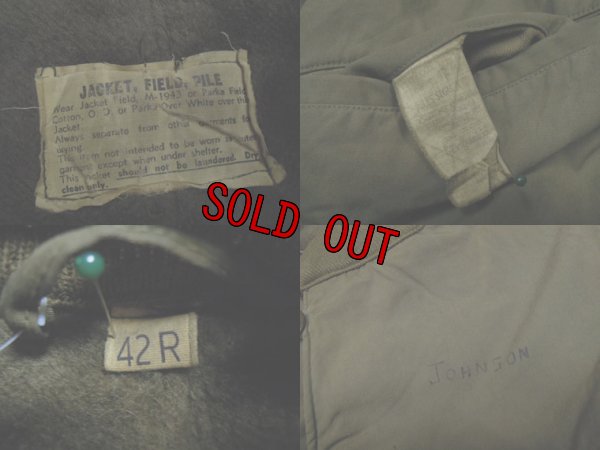 JACKET, FIELD, PILE
Wear Jacket Field, M-1943 or Parka Field
Cotton, O. D. or Parka Over White over this
Jacket.
Always separate from other garments for
drying.
This item not intended to be worn as outer
garment except when under shelter.
This jacket should not be laundered. Dry
clean only.
SOLD OUT
42R
JOHNSON